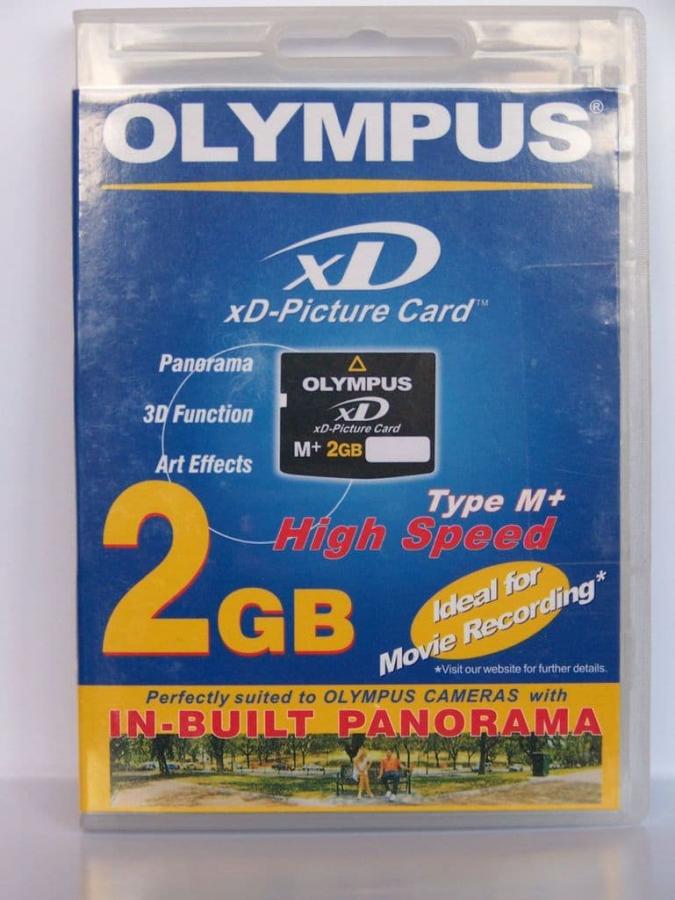 OLYMPUS®
xD
xD-Picture Card™
Panorama
3D Function
Art Effects
OLYMPUS
xD
xD-Picture Card
M+ 2GB
Type M+
High Speed
2GB
Ideal for
Movie Recording*
*Visit our website for further details.
Perfectly suited to OLYMPUS CAMERAS with
IN-BUILT PANORAMA